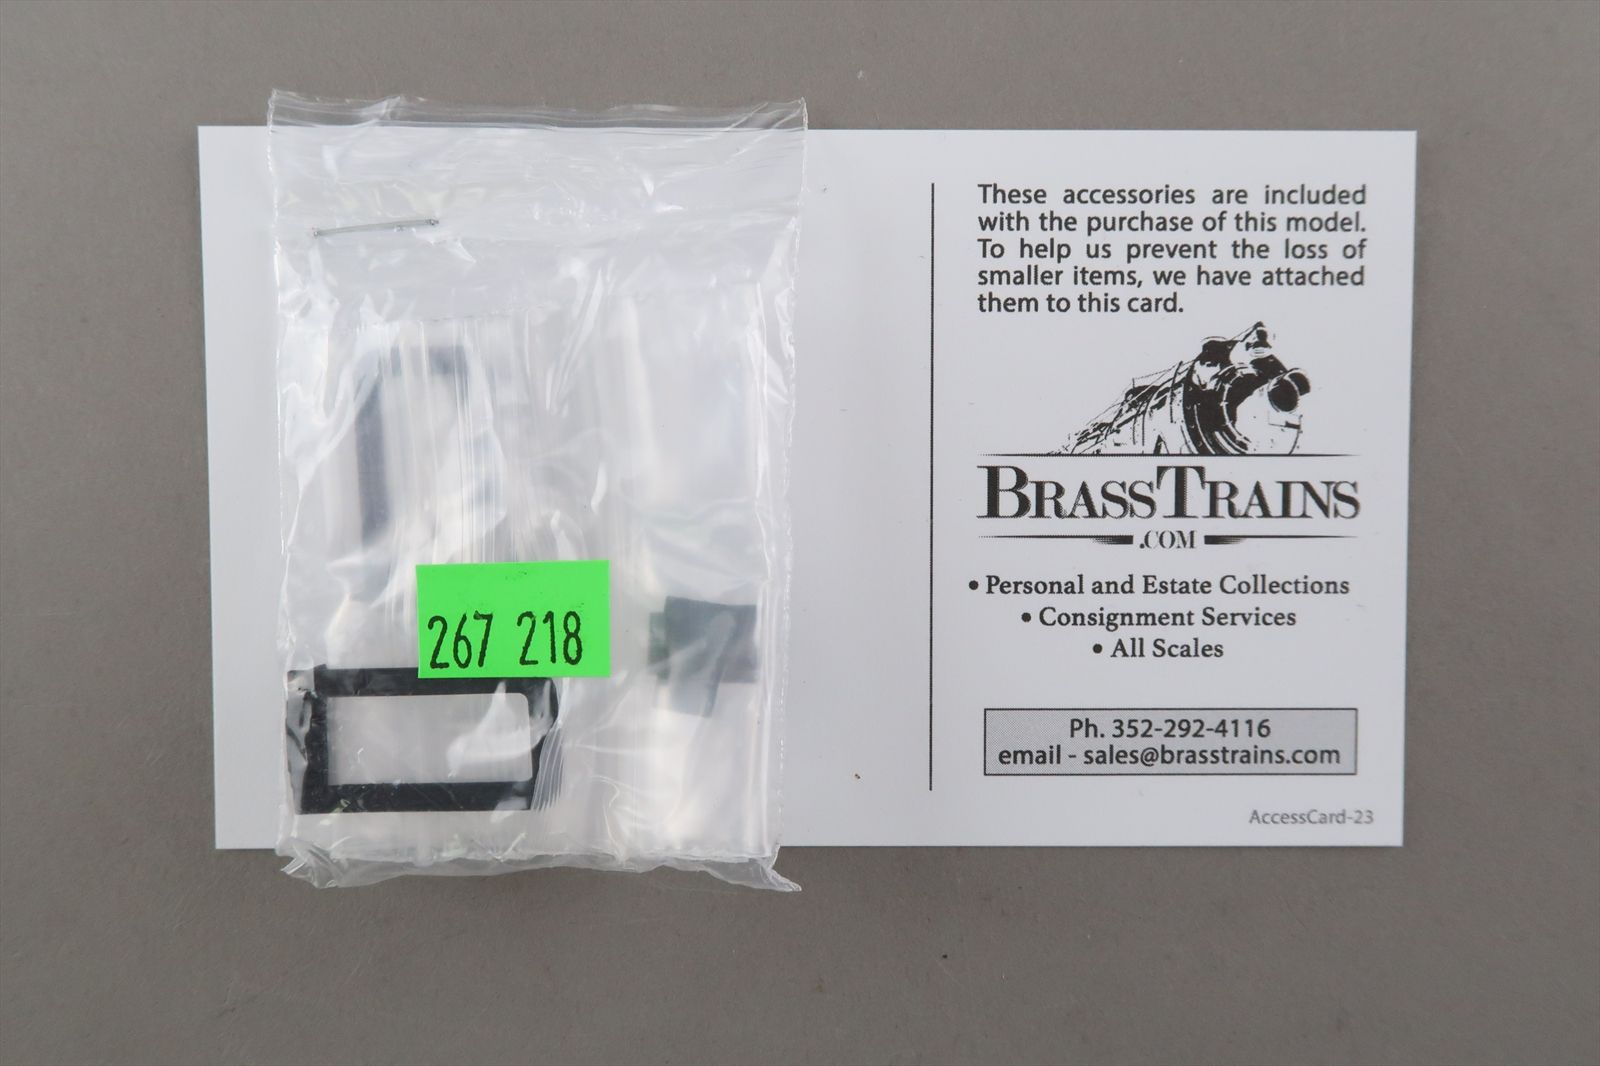 267 218
These accessories are included
with the purchase of this model.
To help us prevent the loss of
smaller items, we have attached
them to this card.
BRASSTRAINS
.COM
• Personal and Estate Collections
• Consignment Services
• All Scales
Ph. 352-292-4116
email - sales@brasstrains.com
AccessCard-23